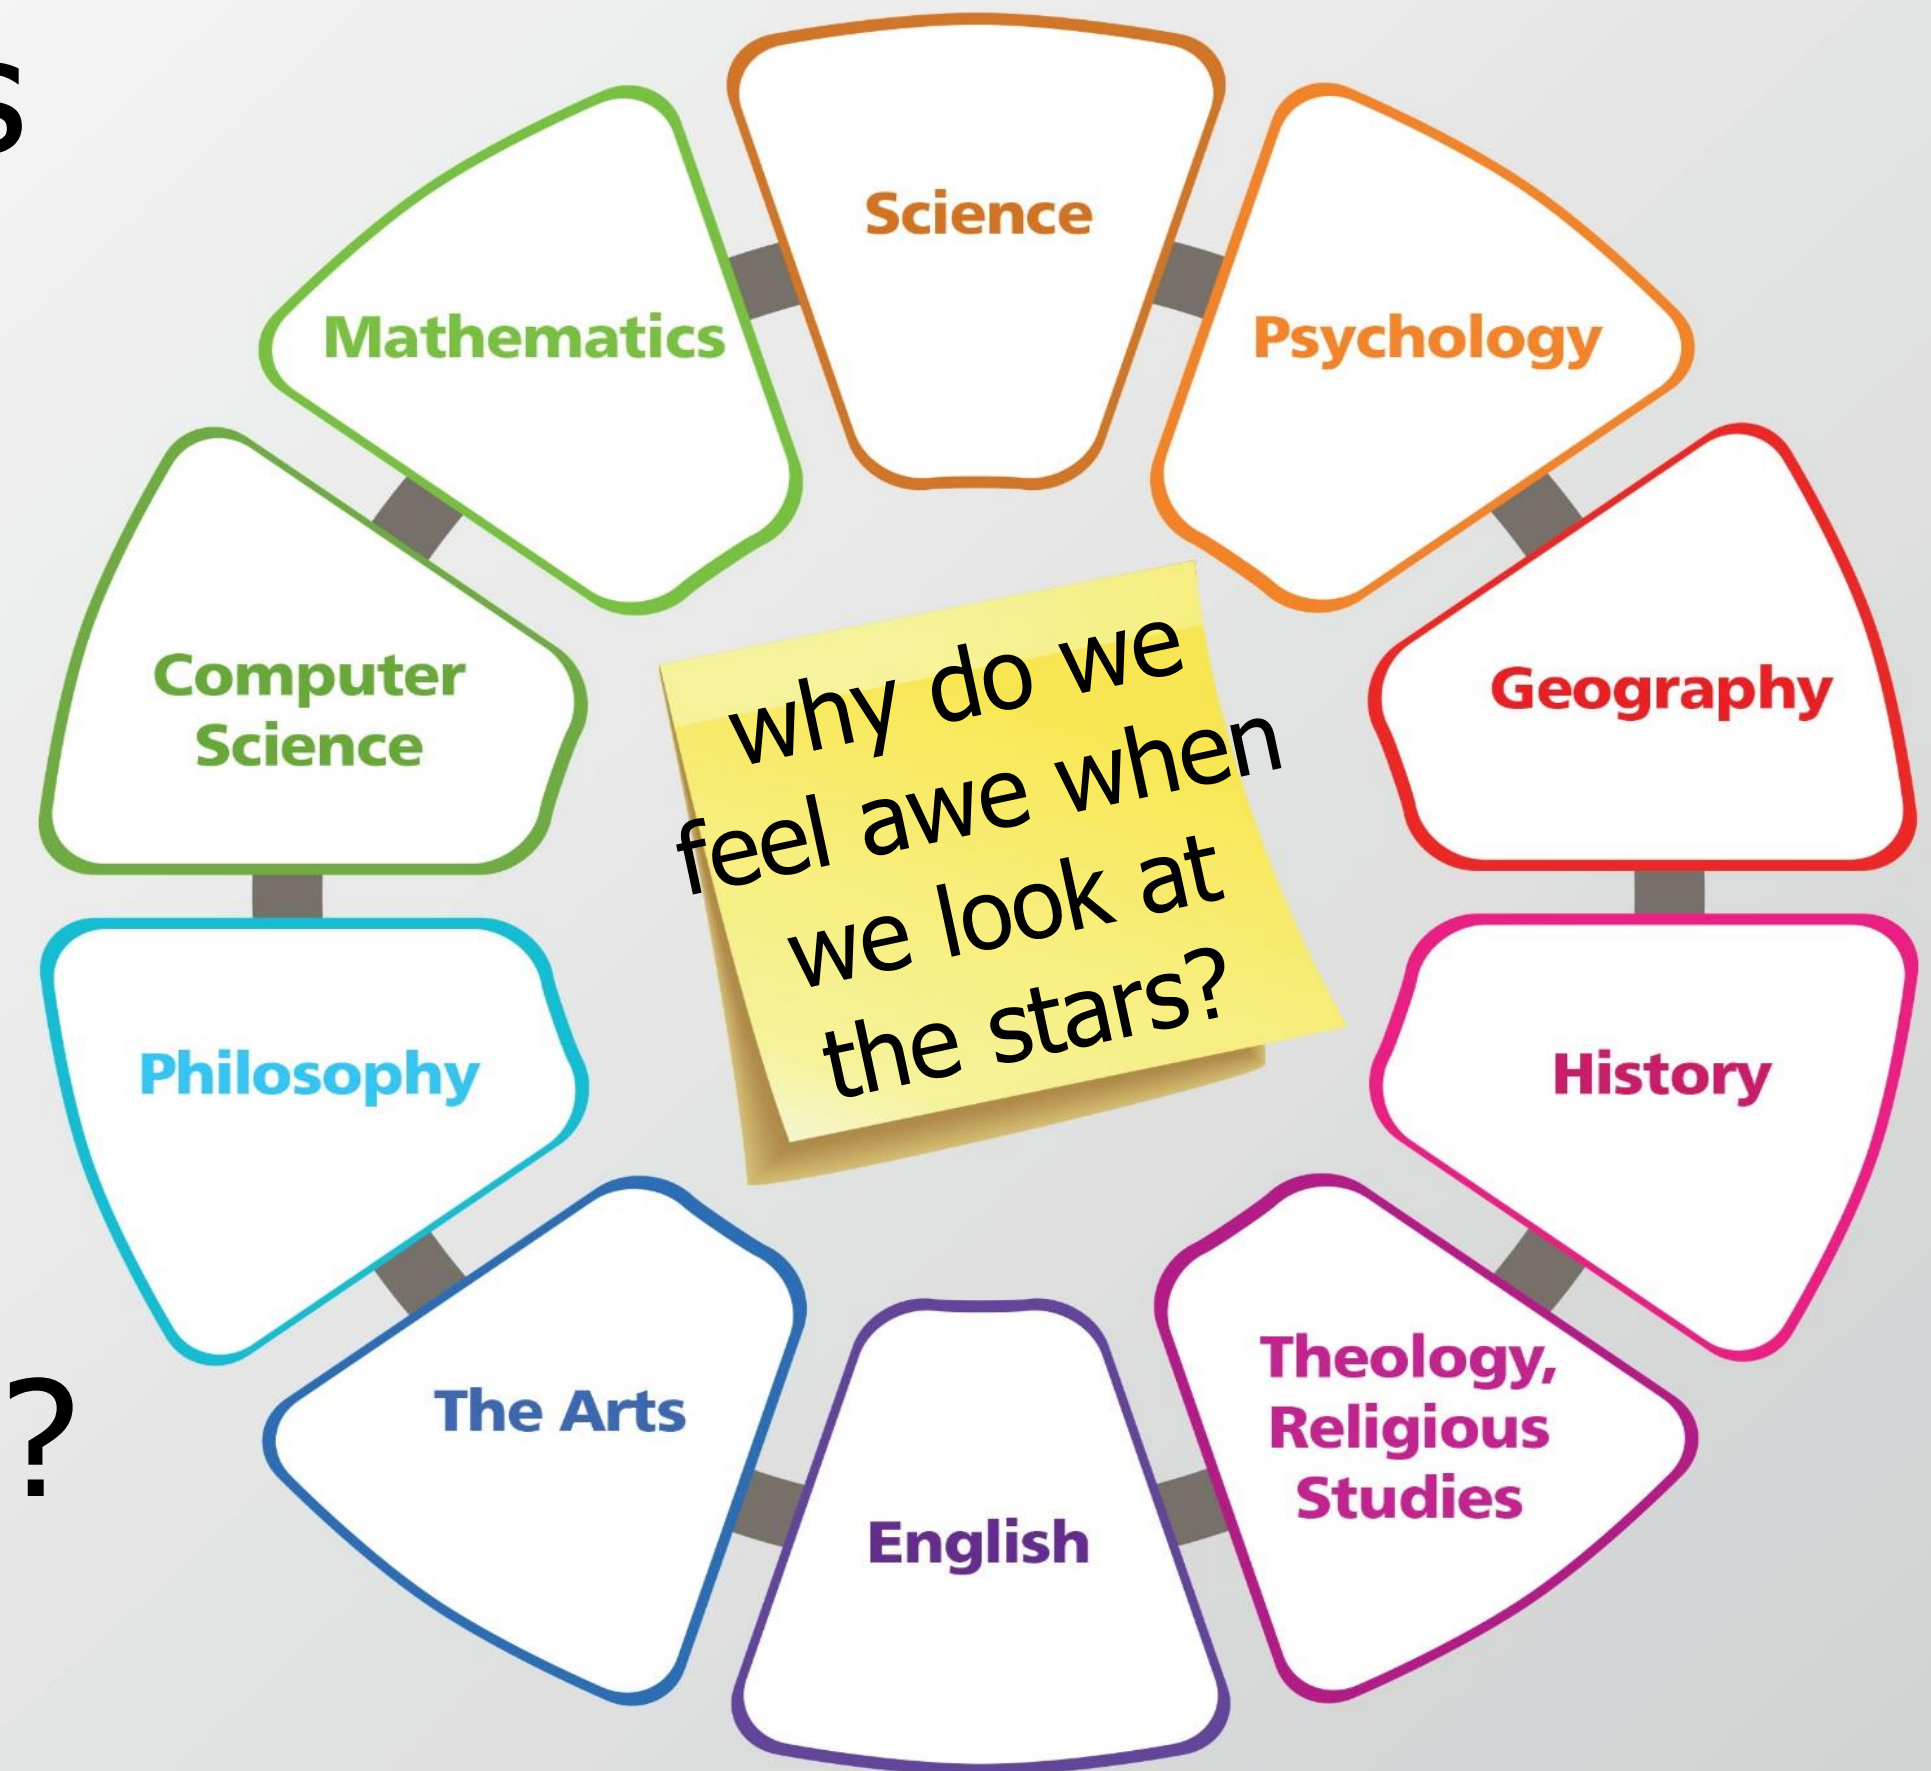 s
Science
Mathematics
Psychology
Computer
Science
Geography
why do we
feel awe when
we look at
the stars?
Philosophy
History
The Arts
Theology,
Religious
Studies
English
?